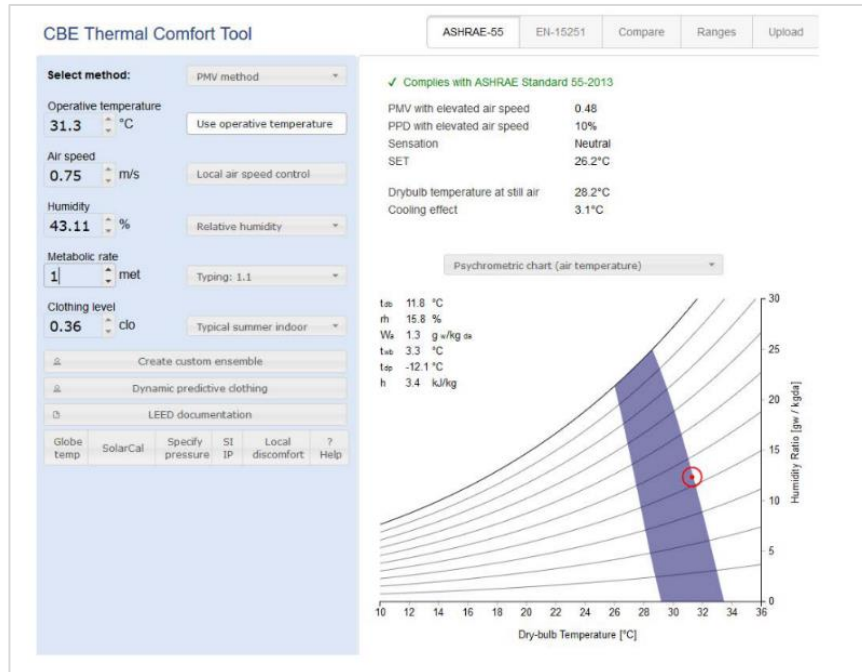 CBE Thermal Comfort Tool
ASHRAE-55 EN-15251 Compare Ranges Upload
Select method: PMV method
Operative temperature
31.3 °C Use operative temperature
Air speed
0.75 m/s Local air speed control
Humidity
43.11 % Relative humidity
Metabolic rate
1 met Typing: 1.1
Clothing level
0.36 clo Typical summer indoor
Create custom ensemble
Dynamic predictive clothing
LEED documentation
Globe temp SolarCal Specify pressure SI IP Local discomfort ? Help
✓ Complies with ASHRAE Standard 55-2013
PMV with elevated air speed 0.48
PPD with elevated air speed 10%
Sensation Neutral
SET 26.2°C
Drybulb temperature at still air 28.2°C
Cooling effect 3.1°C
Psychrometric chart (air temperature)
tdb 11.8 °C
rh 15.8 %
Wa 1.3 g w/kg da
twb 3.3 °C
tdp -12.1 °C
h 3.4 kJ/kg
30
25
20
15
10
5
0
Humidity Ratio [gw / kgda]
10 12 14 16 18 20 22 24 26 28 30 32 34 36
Dry-bulb Temperature [°C]